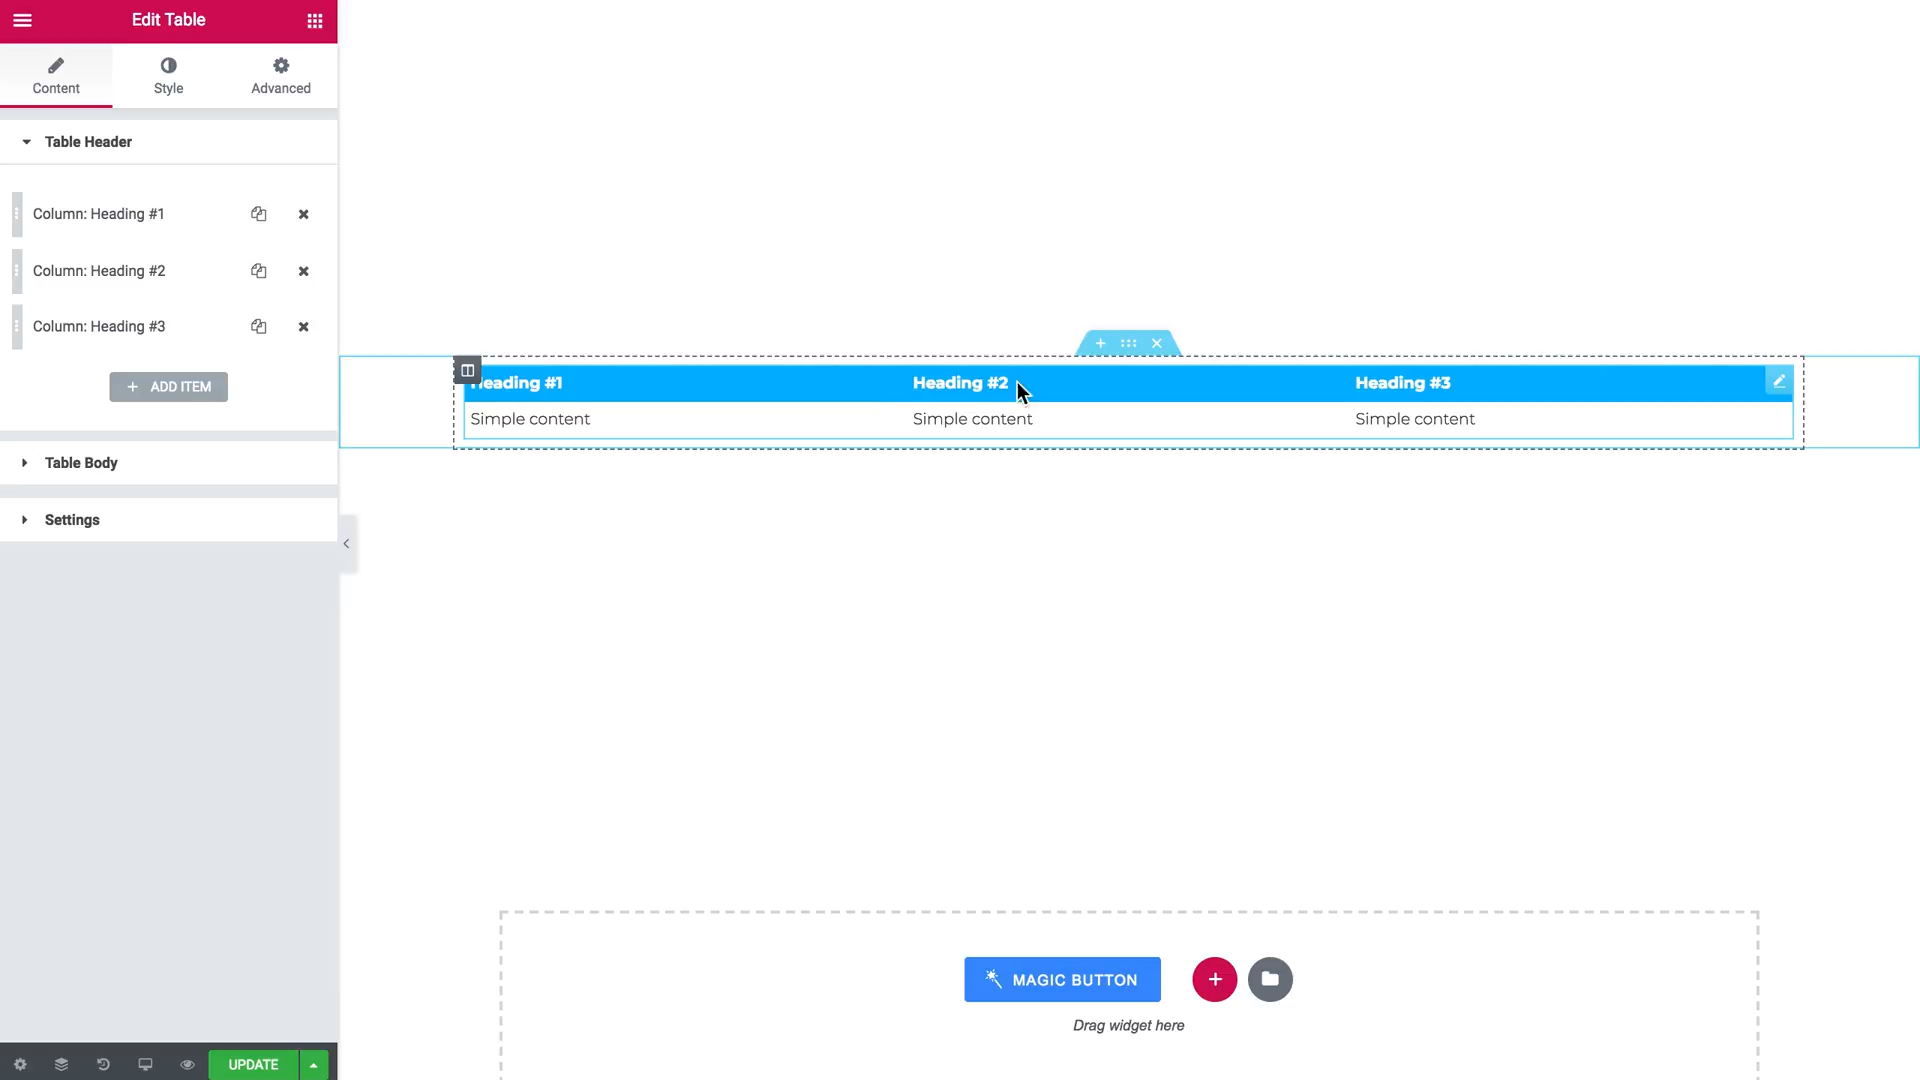 Edit Table
Content
Style
Advanced
Table Header
Column: Heading #1
Column: Heading #2
Column: Heading #3
ADD ITEM
Table Body
Settings
UPDATE
Heading #1
Heading #2
Heading #3
Simple content
Simple content
Simple content
MAGIC BUTTON
Drag widget here